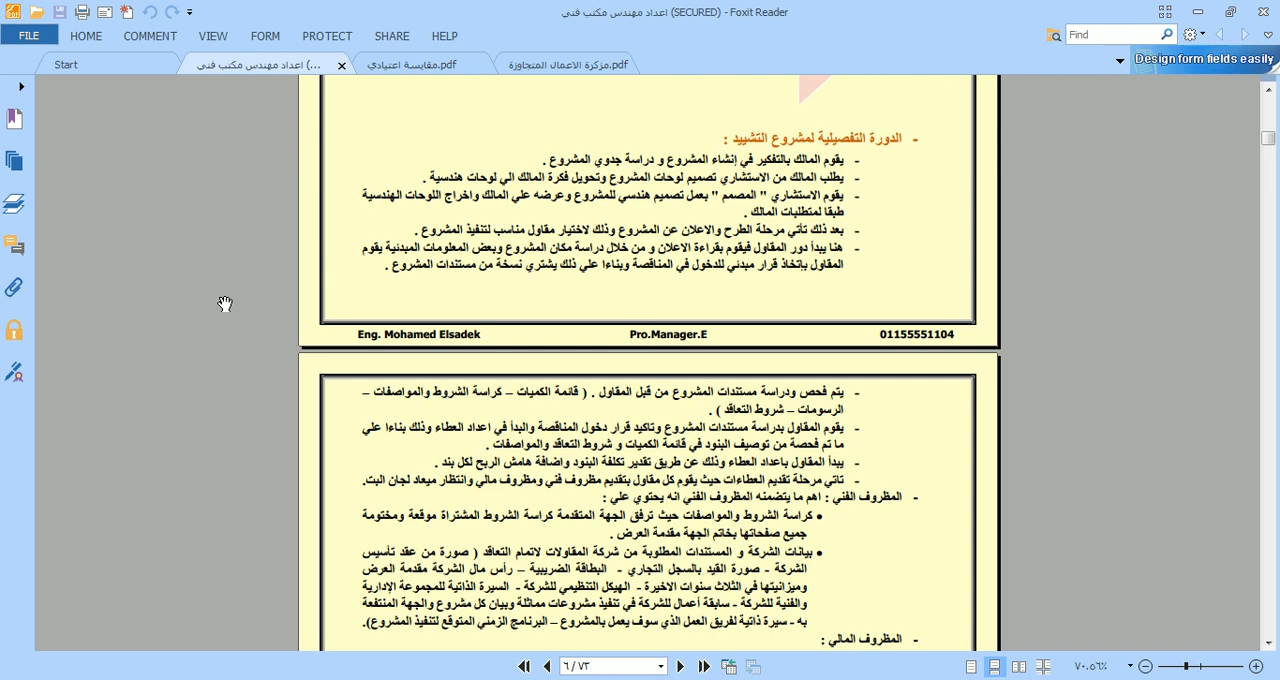 اعداد مهندس مكتب فني (SECURED) - Foxit Reader
FILE HOME COMMENT VIEW FORM PROTECT SHARE HELP
Find
Start
اعداد مهندس مكتب فني (...
مقايسة اعتيادي.pdf
مزكرة الاعمال المتجاوزة.pdf
Design form fields easily
- الدورة التفصيلية لمشروع التشييد :
- يقوم المالك بالتفكير في إنشاء المشروع و دراسة جدوي المشروع .
- يطلب المالك من الاستشاري تصميم لوحات المشروع وتحويل فكرة المالك الي لوحات هندسية .
- يقوم الاستشاري " المصمم " بعمل تصميم هندسي للمشروع وعرضه علي المالك واخراج اللوحات الهندسية
طبقا لمتطلبات المالك .
- بعد ذلك تأتي مرحلة الطرح والاعلان عن المشروع وذلك لاختيار مقاول مناسب لتنفيذ المشروع .
- هنا يبدأ دور المقاول فيقوم بقراءة الاعلان و من خلال دراسة مكان المشروع وبعض المعلومات المبدئية يقوم
المقاول بإتخاذ قرار مبدئي للدخول في المناقصة وبناءا علي ذلك يشتري نسخة من مستندات المشروع .
Eng. Mohamed Elsadek Pro.Manager.E 01155551104
- يتم فحص ودراسة مستندات المشروع من قبل المقاول . ( قائمة الكميات – كراسة الشروط والمواصفات –
الرسومات – شروط التعاقد ) .
- يقوم المقاول بدراسة مستندات المشروع وتاكيد قرار دخول المناقصة والبدأ في اعداد العطاء وذلك بناءا علي
ما تم فحصة من توصيف البنود في قائمة الكميات و شروط التعاقد والمواصفات .
- يبدأ المقاول باعداد العطاء وذلك عن طريق تقدير تكلفة البنود واضافة هامش الربح لكل بند .
- تاتي مرحلة تقديم العطاءات حيث يقوم كل مقاول بتقديم مظروف فني ومظروف مالي وانتظار ميعاد لجان البت.
- المظروف الفني : اهم ما يتضمنه المظروف الفني انه يحتوي علي :
• كراسة الشروط والمواصفات حيث ترفق الجهة المتقدمة كراسة الشروط المشتراة موقعة ومختومة
جميع صفحاتها بخاتم الجهة مقدمة العرض .
• بيانات الشركة و المستندات المطلوبة من شركة المقاولات لاتمام التعاقد ( صورة من عقد تأسيس
الشركة - صورة القيد بالسجل التجاري - البطاقة الضريبية – رأس مال الشركة مقدمة العرض
وميزانيتها في الثلاث سنوات الاخيرة - الهيكل التنظيمي للشركة - السيرة الذاتية للمجموعة الإدارية
والفنية للشركة - سابقة أعمال للشركة في تنفيذ مشروعات مماثلة وبيان كل مشروع والجهة المنتفعة
به - سيرة ذاتية لفريق العمل الذي سوف يعمل بالمشروع – البرنامج الزمني المتوقع لتنفيذ المشروع).
- المظروف المالي :
٦ / ٧٣
٧٠.٥٦%